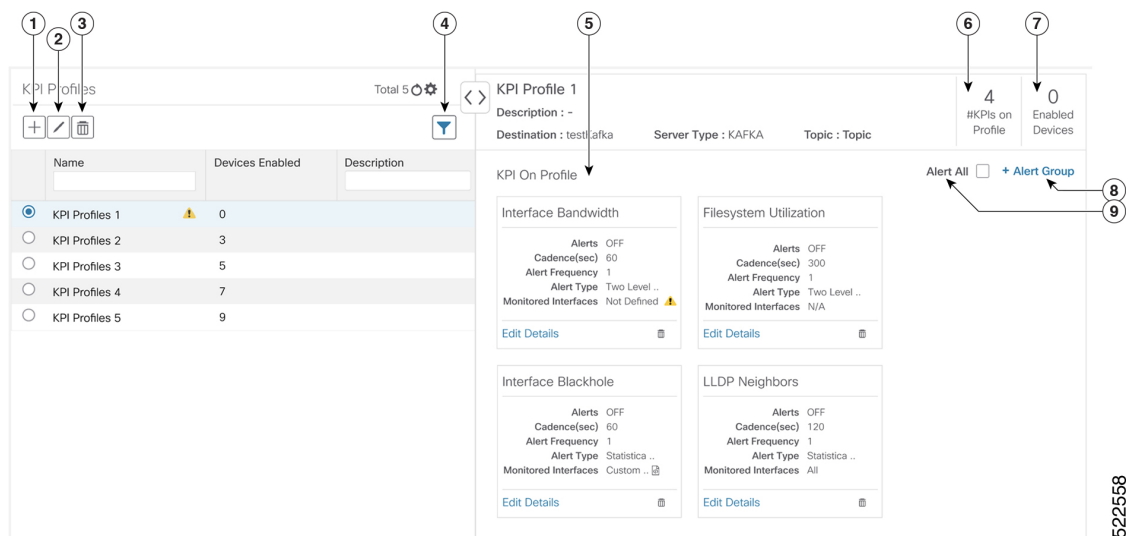 1
2
3
4
5
6
7
KPI Profiles
Total 5
Name
Devices Enabled
Description
KPI Profiles 1
0
KPI Profiles 2
3
KPI Profiles 3
5
KPI Profiles 4
7
KPI Profiles 5
9
KPI Profile 1
Description : -
Destination : testKafka
Server Type : KAFKA
Topic : Topic
4
#KPIs on
Profile
0
Enabled
Devices
KPI On Profile
Alert All
+ Alert Group
8
9
Interface Bandwidth
Alerts OFF
Cadence(sec) 60
Alert Frequency 1
Alert Type Two Level ..
Monitored Interfaces Not Defined
Edit Details
Filesystem Utilization
Alerts OFF
Cadence(sec) 300
Alert Frequency 1
Alert Type Two Level ..
Monitored Interfaces N/A
Edit Details
Interface Blackhole
Alerts OFF
Cadence(sec) 60
Alert Frequency 1
Alert Type Statistica ..
Monitored Interfaces Custom ..
Edit Details
LLDP Neighbors
Alerts OFF
Cadence(sec) 120
Alert Frequency 1
Alert Type Statistica ..
Monitored Interfaces All
Edit Details
522558